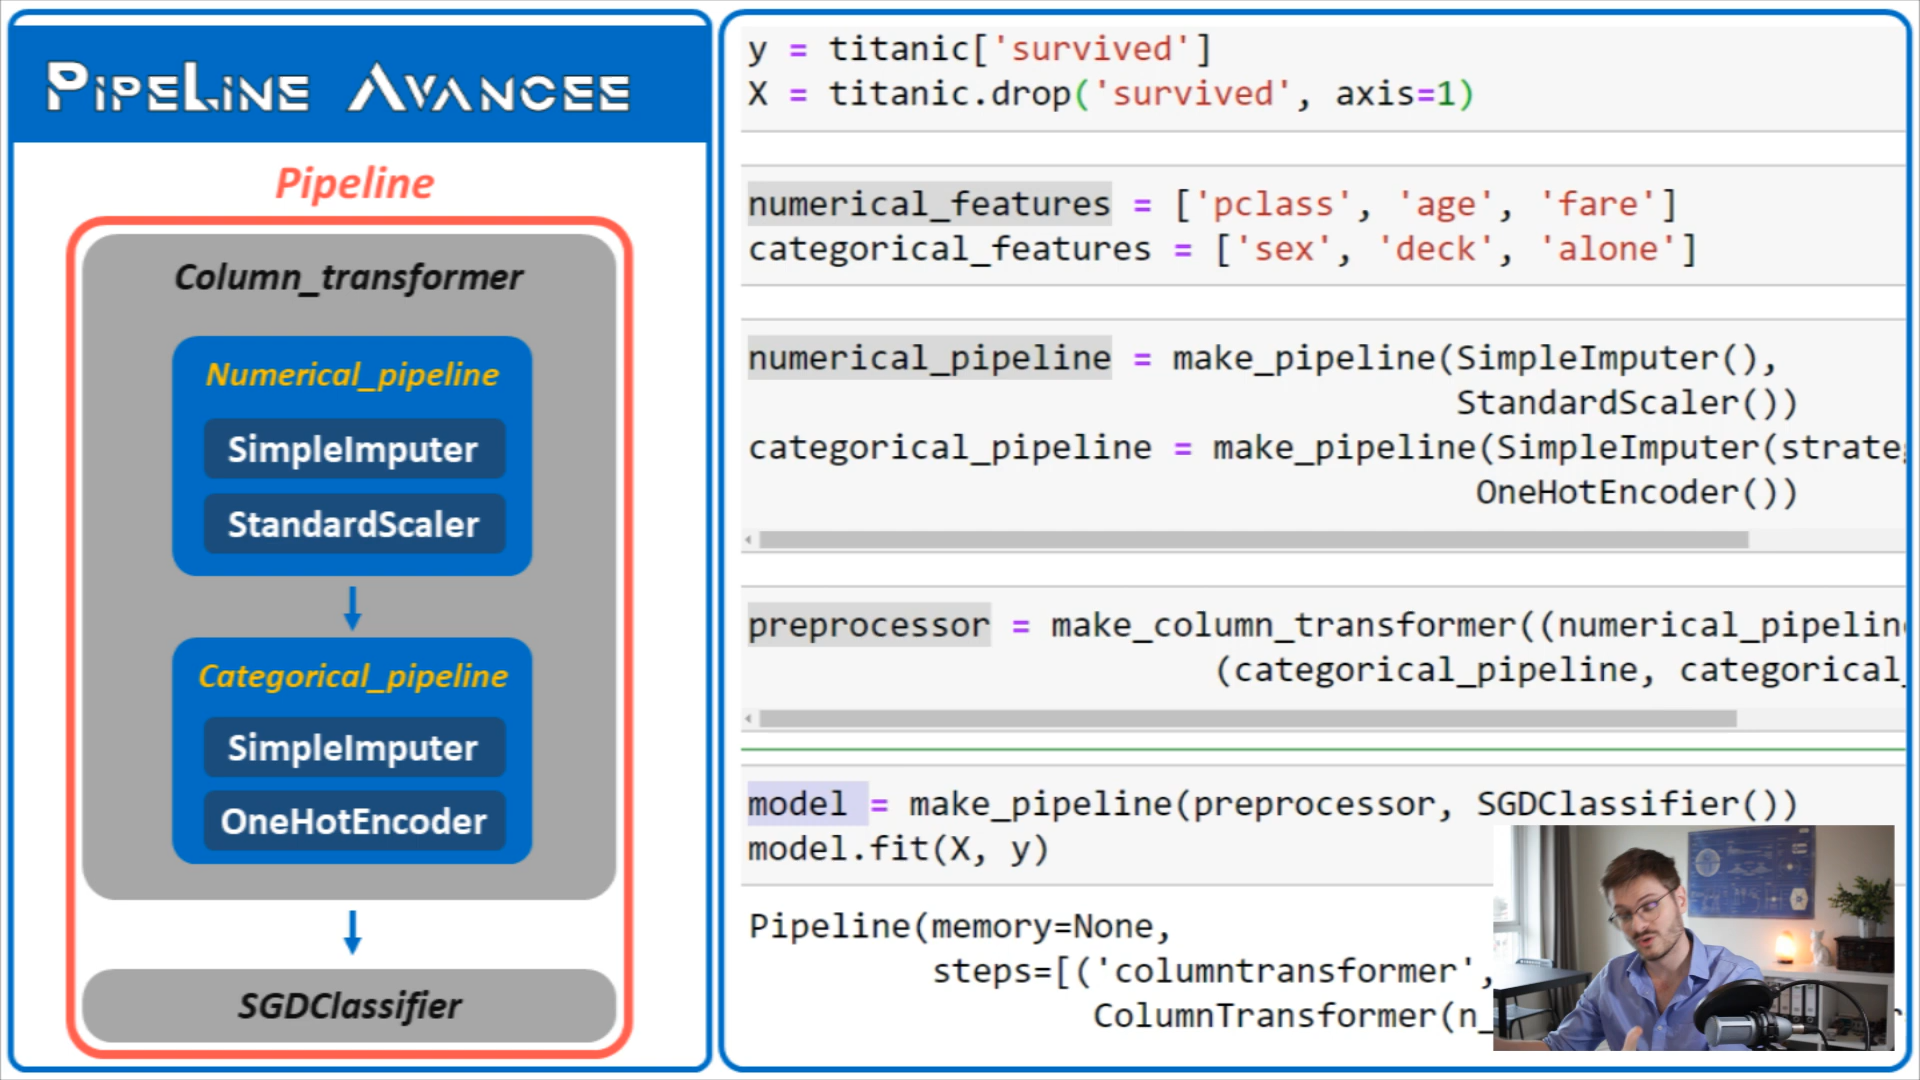 PIPELINE AVANCEE
Pipeline
Column_transformer
Numerical_pipeline
SimpleImputer
StandardScaler
Categorical_pipeline
SimpleImputer
OneHotEncoder
SGDClassifier
y = titanic['survived']
X = titanic.drop('survived', axis=1)
numerical_features = ['pclass', 'age', 'fare']
categorical_features = ['sex', 'deck', 'alone']
numerical_pipeline = make_pipeline(SimpleImputer(),
StandardScaler())
categorical_pipeline = make_pipeline(SimpleImputer(strate
OneHotEncoder())
preprocessor = make_column_transformer((numerical_pipelin
(categorical_pipeline, categorical_
model = make_pipeline(preprocessor, SGDClassifier())
model.fit(X, y)
Pipeline(memory=None,
steps=[('columntransformer',
ColumnTransformer(n_